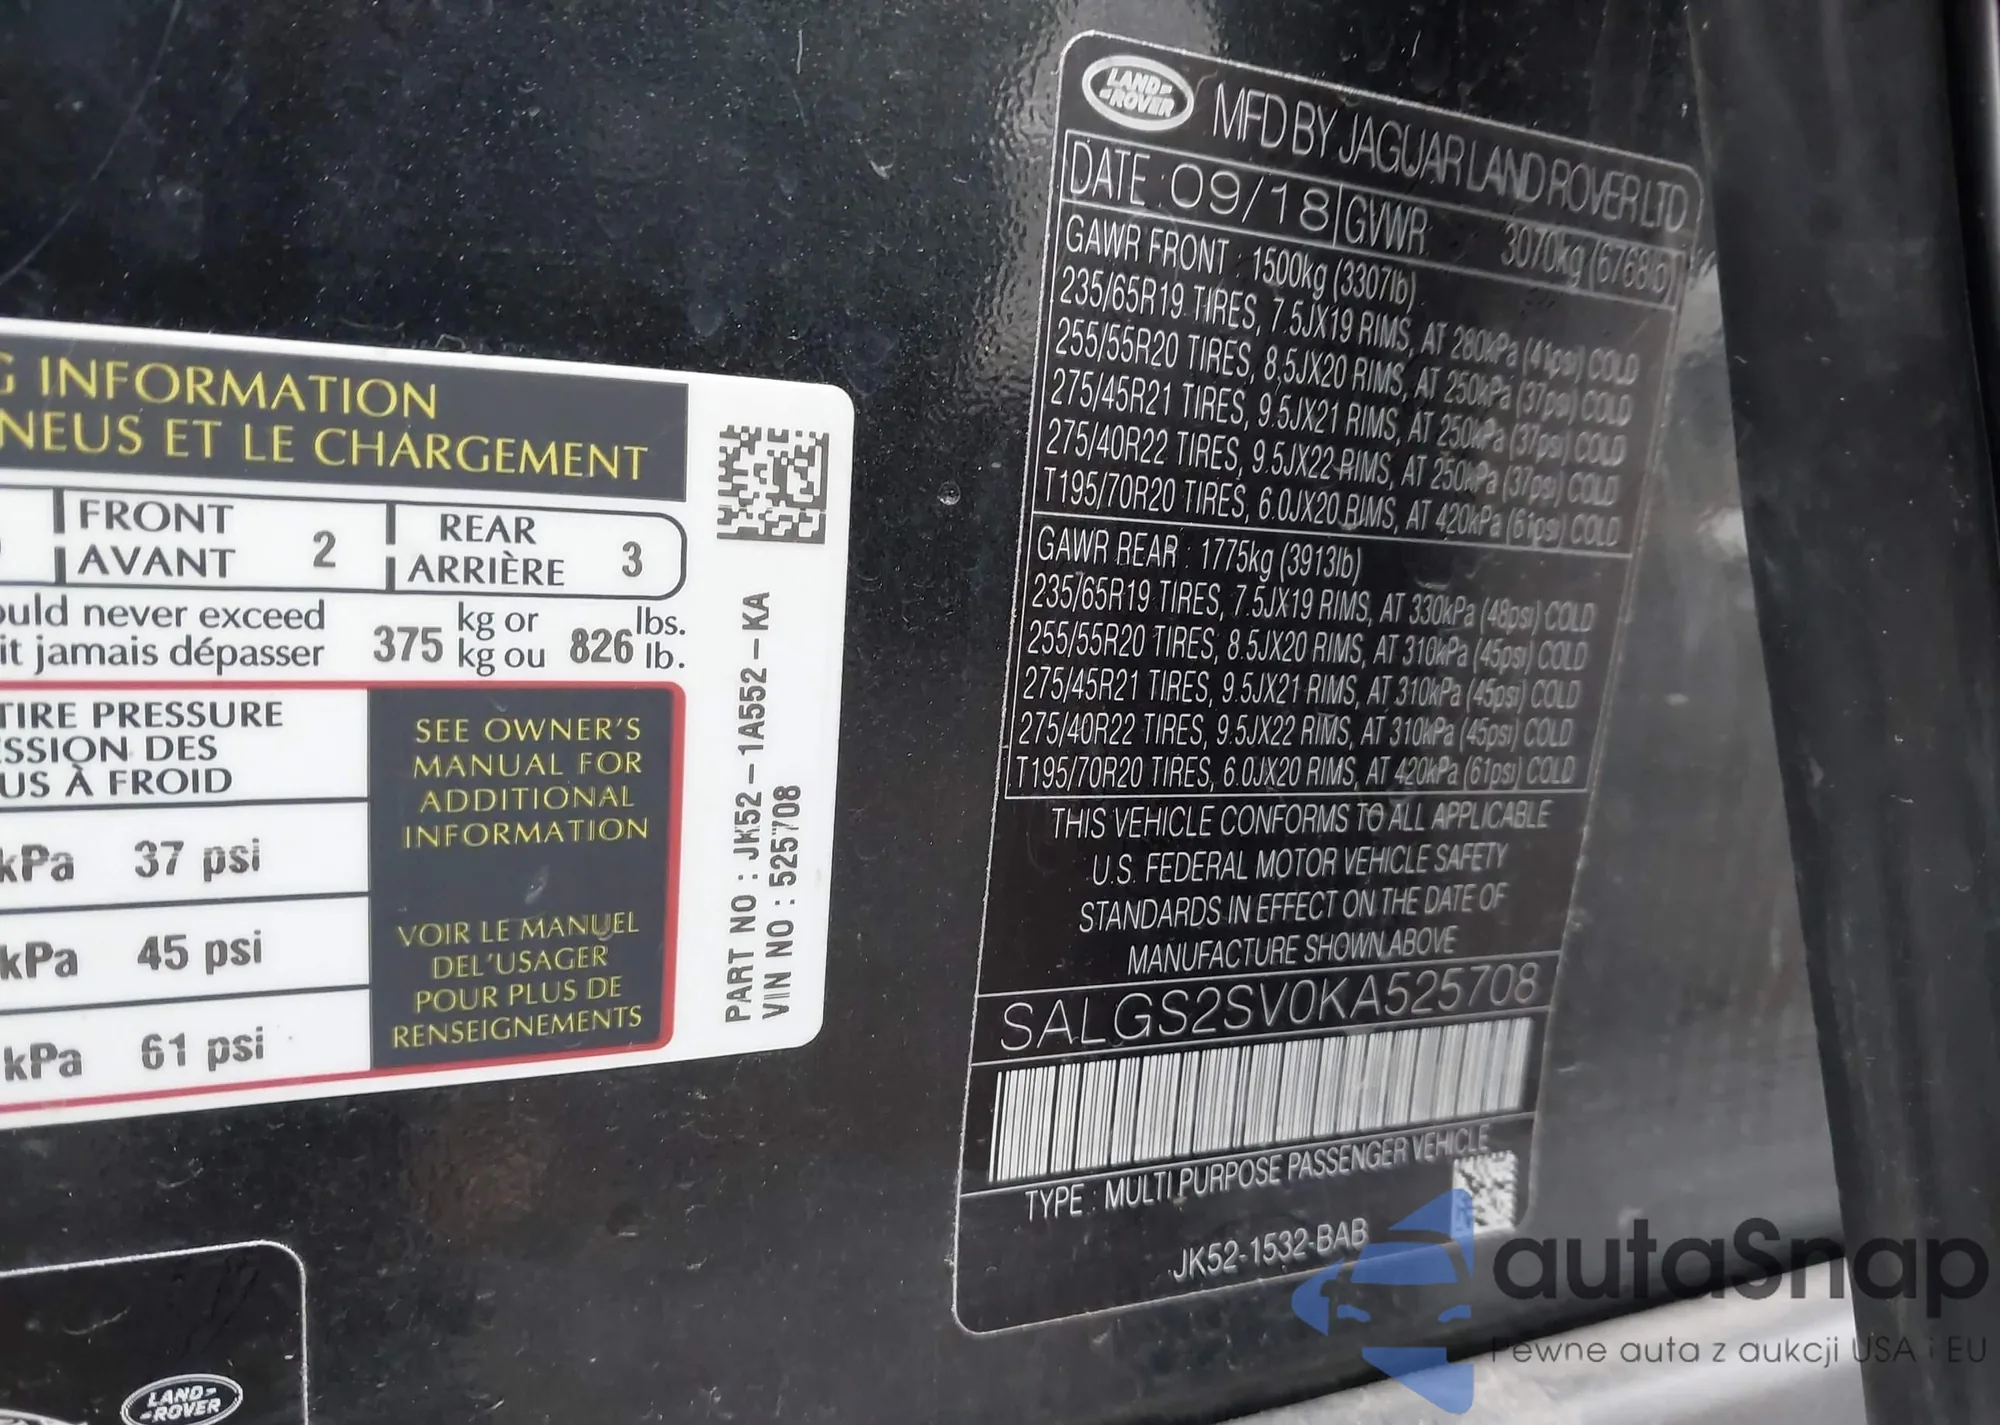 G INFORMATION
NEUS ET LE CHARGEMENT
FRONT
AVANT
2
REAR
ARRIÈRE
3
ould never exceed
it jamais dépasser
375
kg or
kg ou
826
lbs.
lb.
TIRE PRESSURE
SSION DES
US À FROID
kPa 37 psi
kPa 45 psi
kPa 61 psi
SEE OWNER'S
MANUAL FOR
ADDITIONAL
INFORMATION
VOIR LE MANUEL
DEL'USAGER
POUR PLUS DE
RENSEIGNEMENTS
PART NO : JK52-1A552-KA
VIN NO : 525708
LAND-
-ROVER
LAND-
-ROVER
MFD BY JAGUAR LAND ROVER LTD
DATE : 09/18 GVWR 3070kg (6768lb)
GAWR FRONT : 1500kg (3307lb)
235/65R19 TIRES, 7.5JX19 RIMS, AT 280kPa (41psi) COLD
255/55R20 TIRES, 8.5JX20 RIMS, AT 250kPa (37psi) COLD
275/45R21 TIRES, 9.5JX21 RIMS, AT 250kPa (37psi) COLD
275/40R22 TIRES, 9.5JX22 RIMS, AT 250kPa (37psi) COLD
T195/70R20 TIRES, 6.0JX20 RIMS, AT 420kPa (61psi) COLD
GAWR REAR : 1775kg (3913lb)
235/65R19 TIRES, 7.5JX19 RIMS, AT 330kPa (48psi) COLD
255/55R20 TIRES, 8.5JX20 RIMS, AT 310kPa (45psi) COLD
275/45R21 TIRES, 9.5JX21 RIMS, AT 310kPa (45psi) COLD
275/40R22 TIRES, 9.5JX22 RIMS, AT 310kPa (45psi) COLD
T195/70R20 TIRES, 6.0JX20 RIMS, AT 420kPa (61psi) COLD
THIS VEHICLE CONFORMS TO ALL APPLICABLE
U.S. FEDERAL MOTOR VEHICLE SAFETY
STANDARDS IN EFFECT ON THE DATE OF
MANUFACTURE SHOWN ABOVE
SALGS2SV0KA525708
TYPE : MULTI PURPOSE PASSENGER VEHICLE
JK52-1532-BAB
autaSnap
Pewne auta z aukcji USA i EU